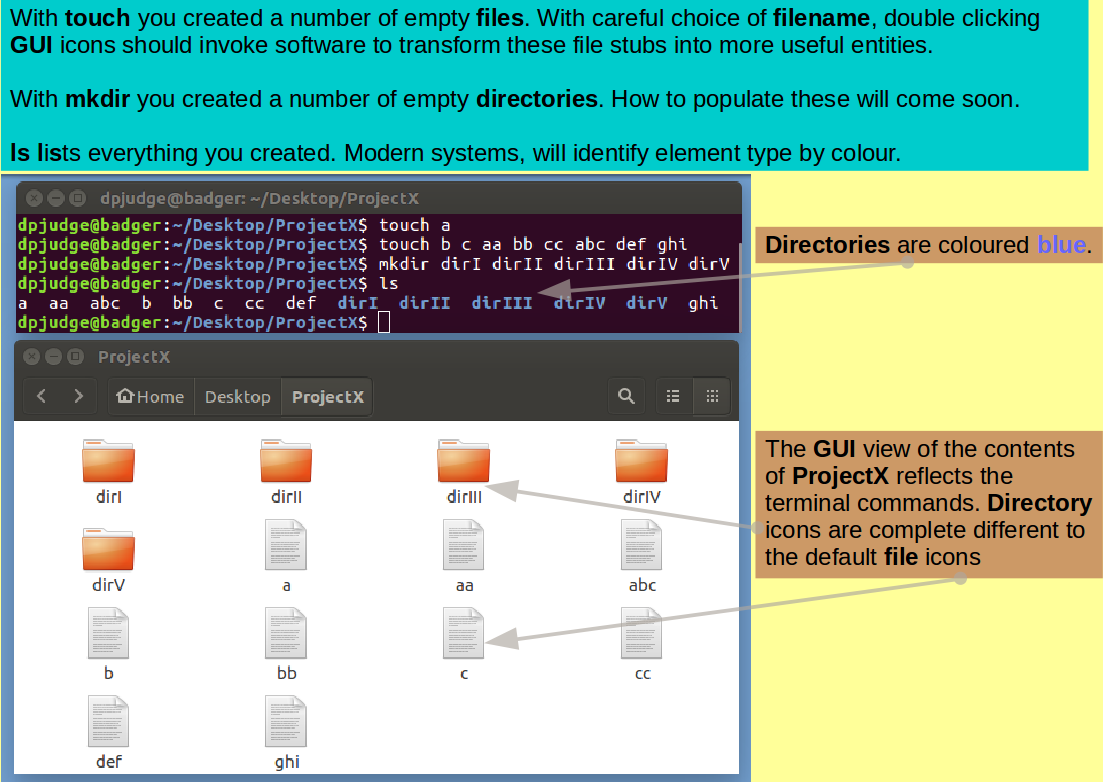 With touch you created a number of empty files. With careful choice of filename, double clicking
GUI icons should invoke software to transform these file stubs into more useful entities.
With mkdir you created a number of empty directories. How to populate these will come soon.
ls lists everything you created. Modern systems, will identify element type by colour.
dpjudge@badger: ~/Desktop/ProjectX
dpjudge@badger:~/Desktop/ProjectX$ touch a
dpjudge@badger:~/Desktop/ProjectX$ touch b c aa bb cc abc def ghi
dpjudge@badger:~/Desktop/ProjectX$ mkdir dirI dirII dirIII dirIV dirV
dpjudge@badger:~/Desktop/ProjectX$ ls
a aa abc b bb c cc def dirI dirII dirIII dirIV dirV ghi
dpjudge@badger:~/Desktop/ProjectX$
Directories are coloured blue.
ProjectX
Home Desktop ProjectX
dirI dirII dirIII dirIV
dirV a aa abc
b bb c cc
def ghi
The GUI view of the contents
of ProjectX reflects the
terminal commands. Directory
icons are complete different to
the default file icons